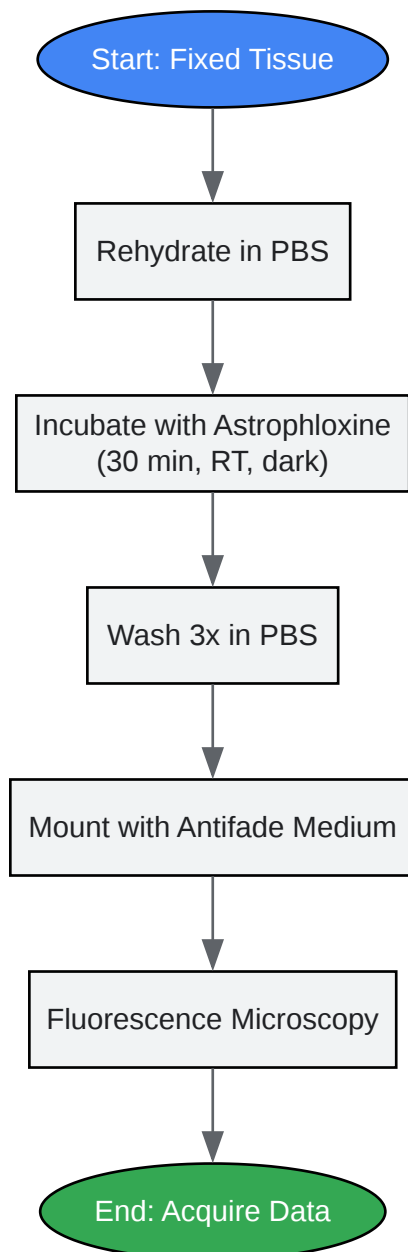 Start: Fixed Tissue
Rehydrate in PBS
Incubate with Astrophloxine
(30 min, RT, dark)
Wash 3x in PBS
Mount with Antifade Medium
Fluorescence Microscopy
End: Acquire Data